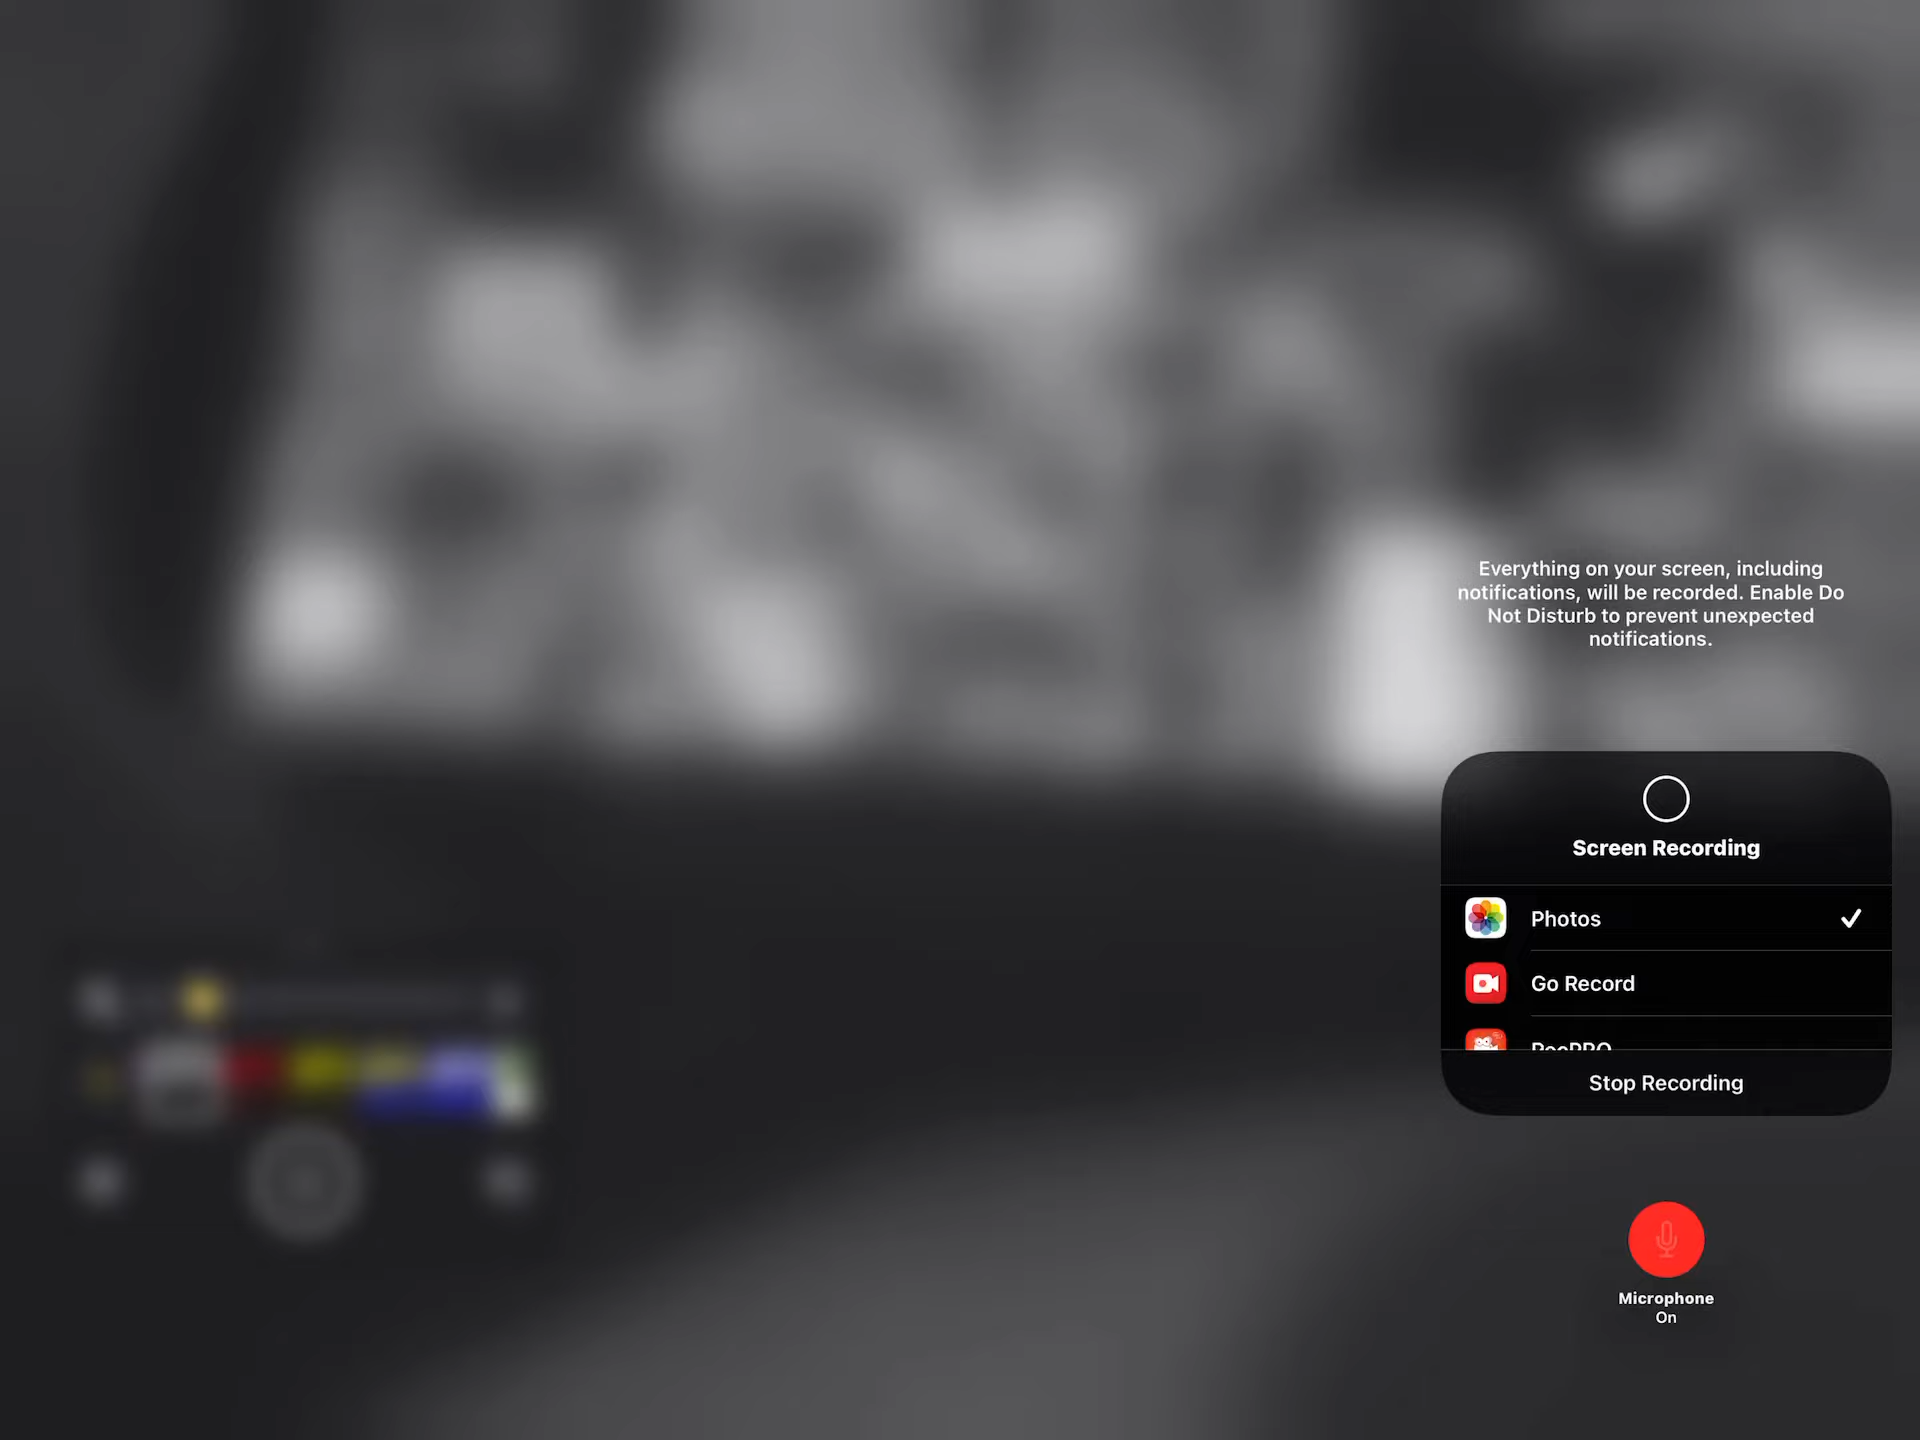 Everything on your screen, including
notifications, will be recorded. Enable Do
Not Disturb to prevent unexpected
notifications.
Screen Recording
Photos
Go Record
Stop Recording
Microphone
On